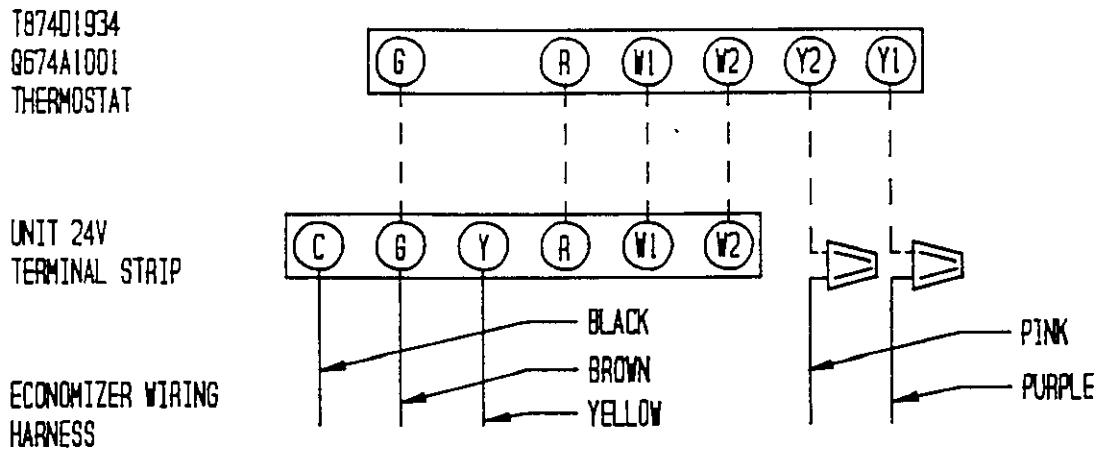 T874D1934
Q674A1001
THERMOSTAT
G R W1 W2 Y2 Y1
UNIT 24V
TERMINAL STRIP
C G Y R W1 W2
BLACK
BROWN
YELLOW
PINK
PURPLE
ECONOMIZER WIRING
HARNESS